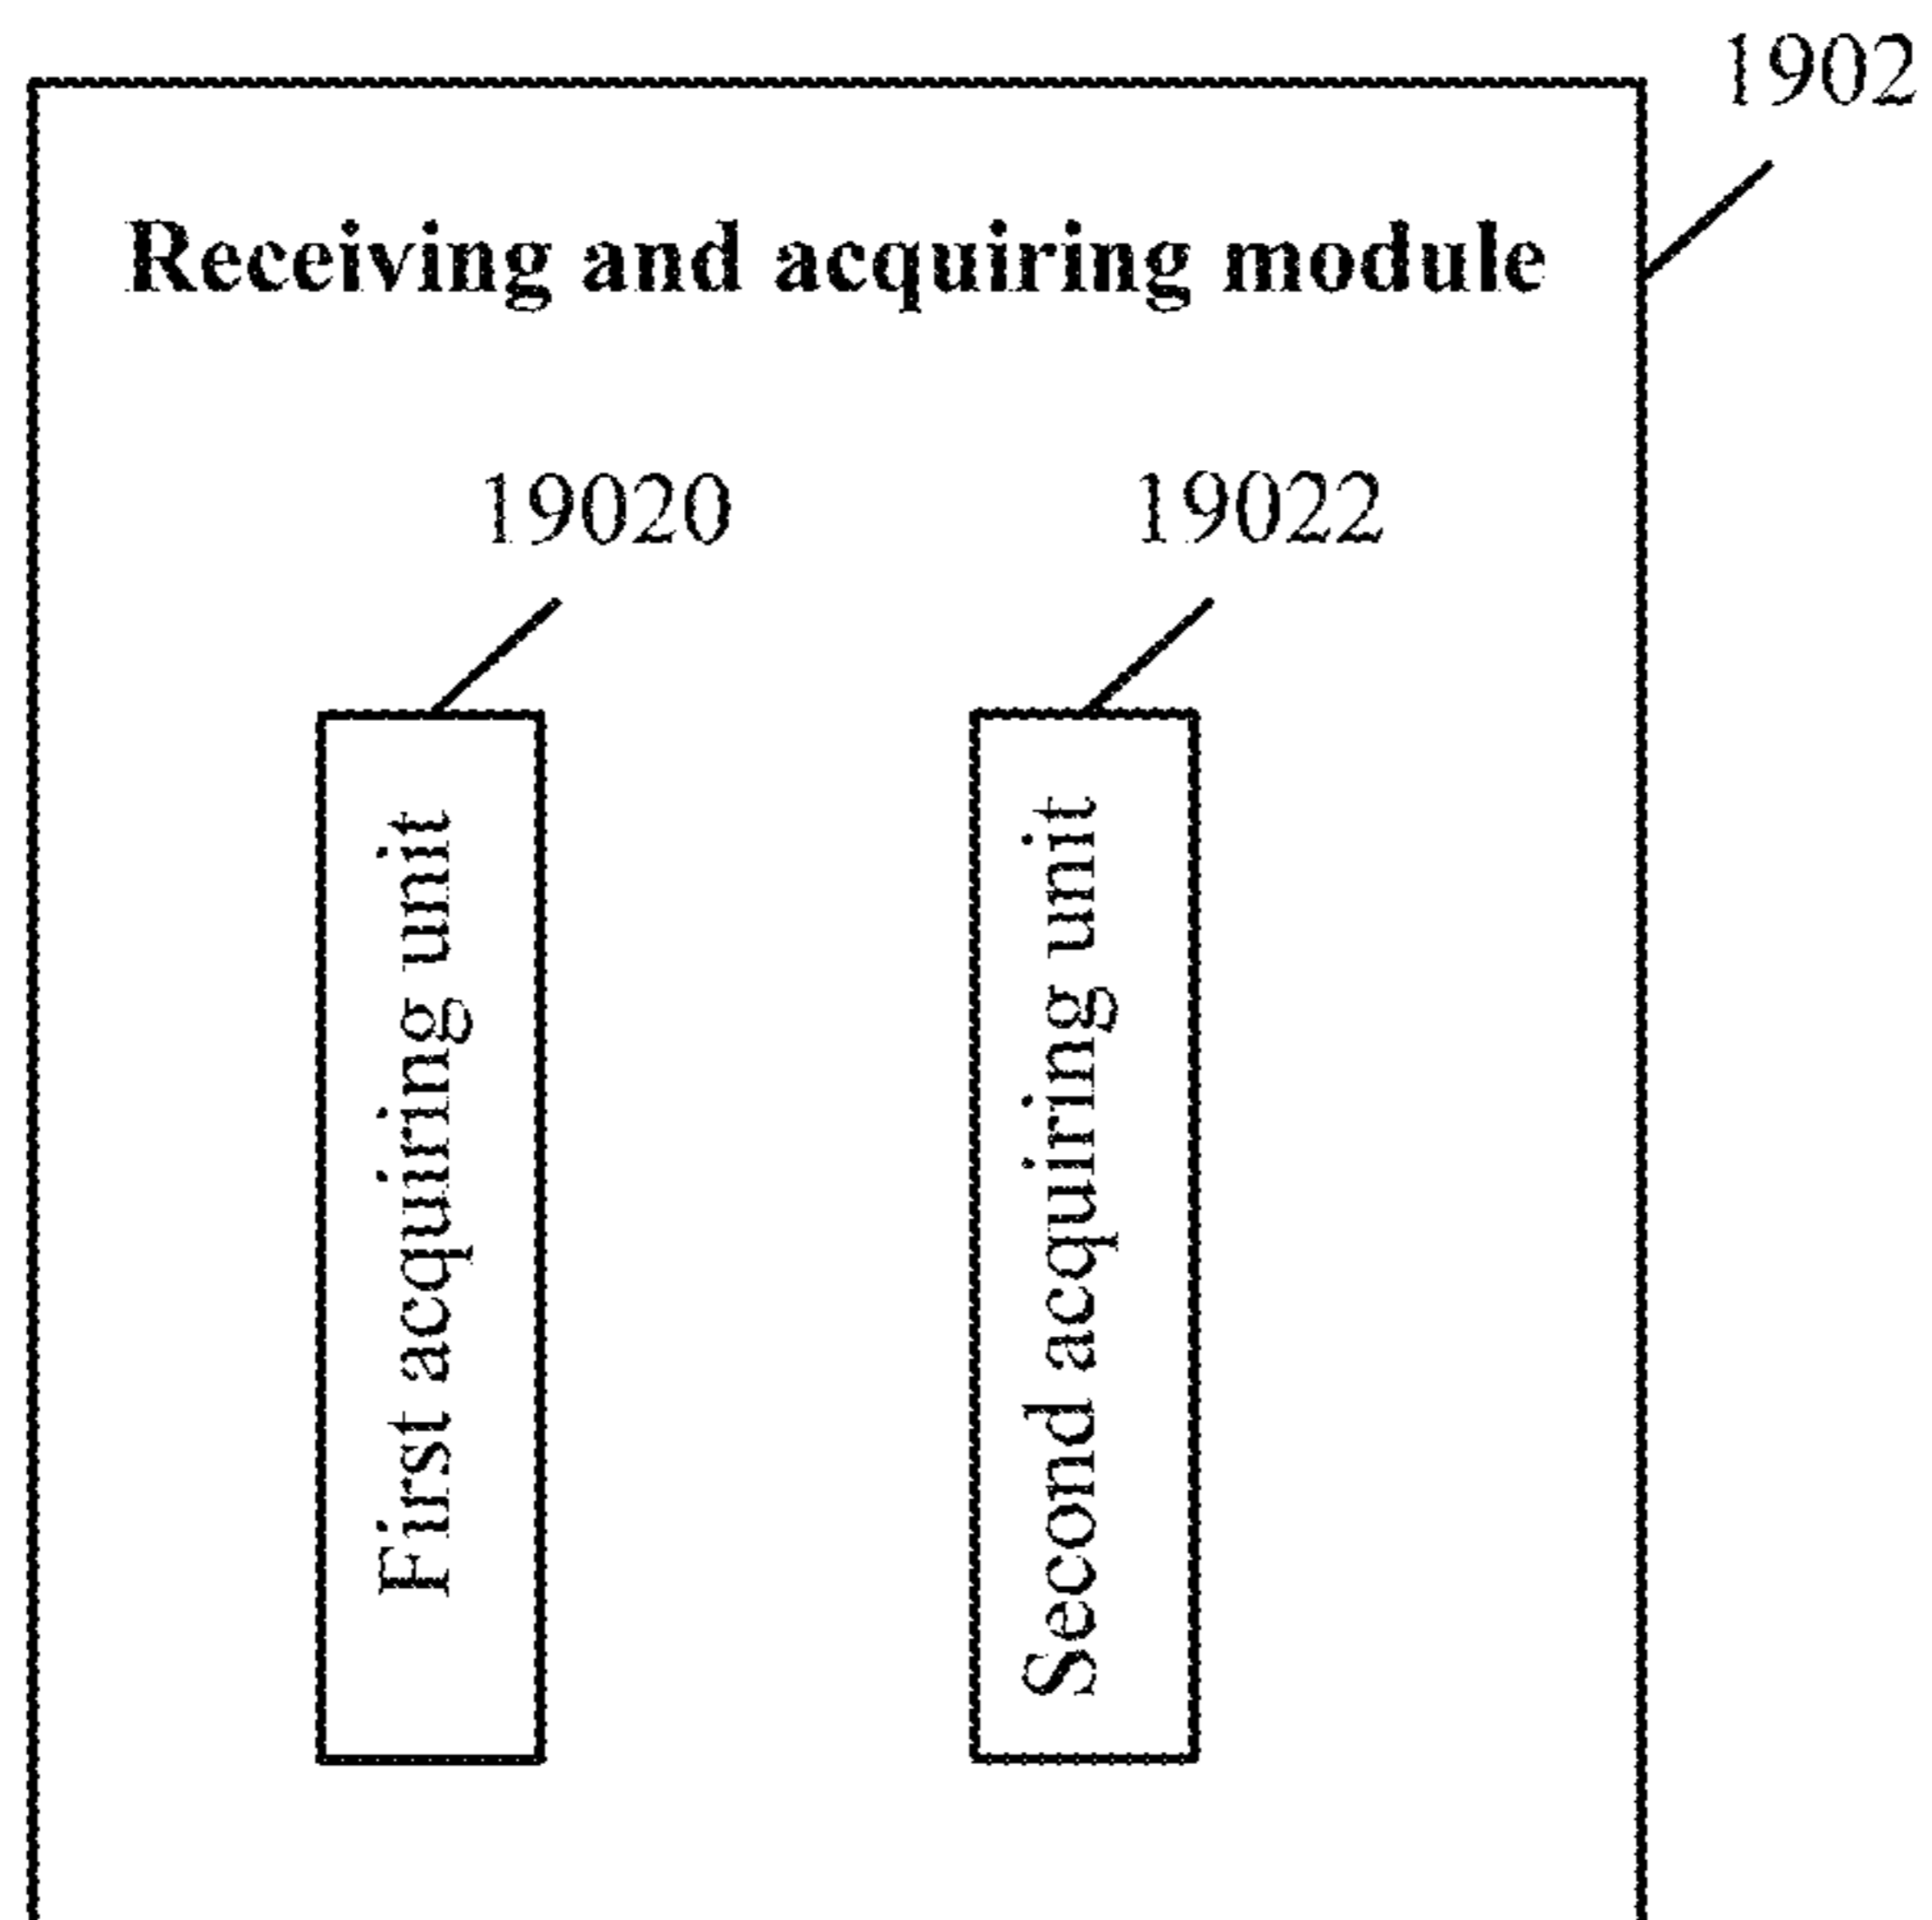 1902
Receiving and acquiring module
19020
19022
First acquiring unit
Second acquiring unit